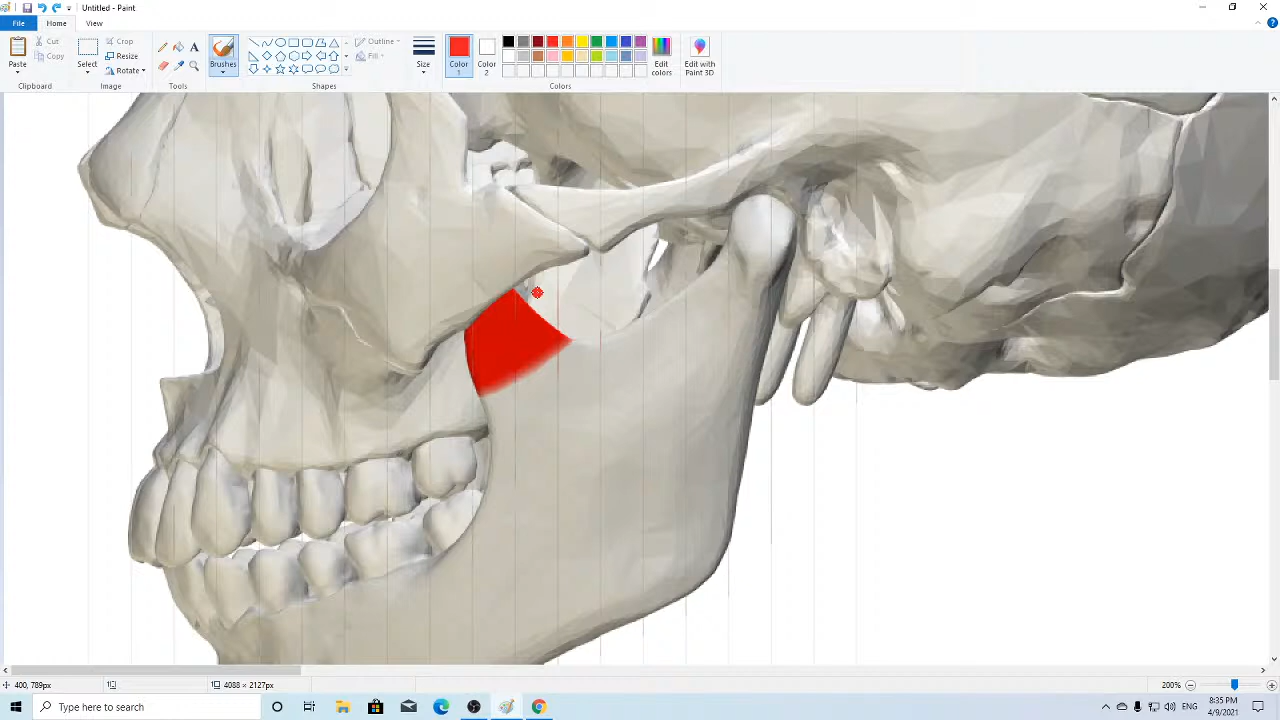 Untitled - Paint
File
Home
View
Paste
Cut
Copy
Clipboard
Select
Crop
Resize
Rotate
Image
A
Tools
Brushes
Outline
Fill
Shapes
Size
Color 1
Color 2
Colors
Edit colors
Edit with Paint 3D
400, 789px
4088 × 2127px
200%
Type here to search
ENG
8:35 PM
4/9/2021